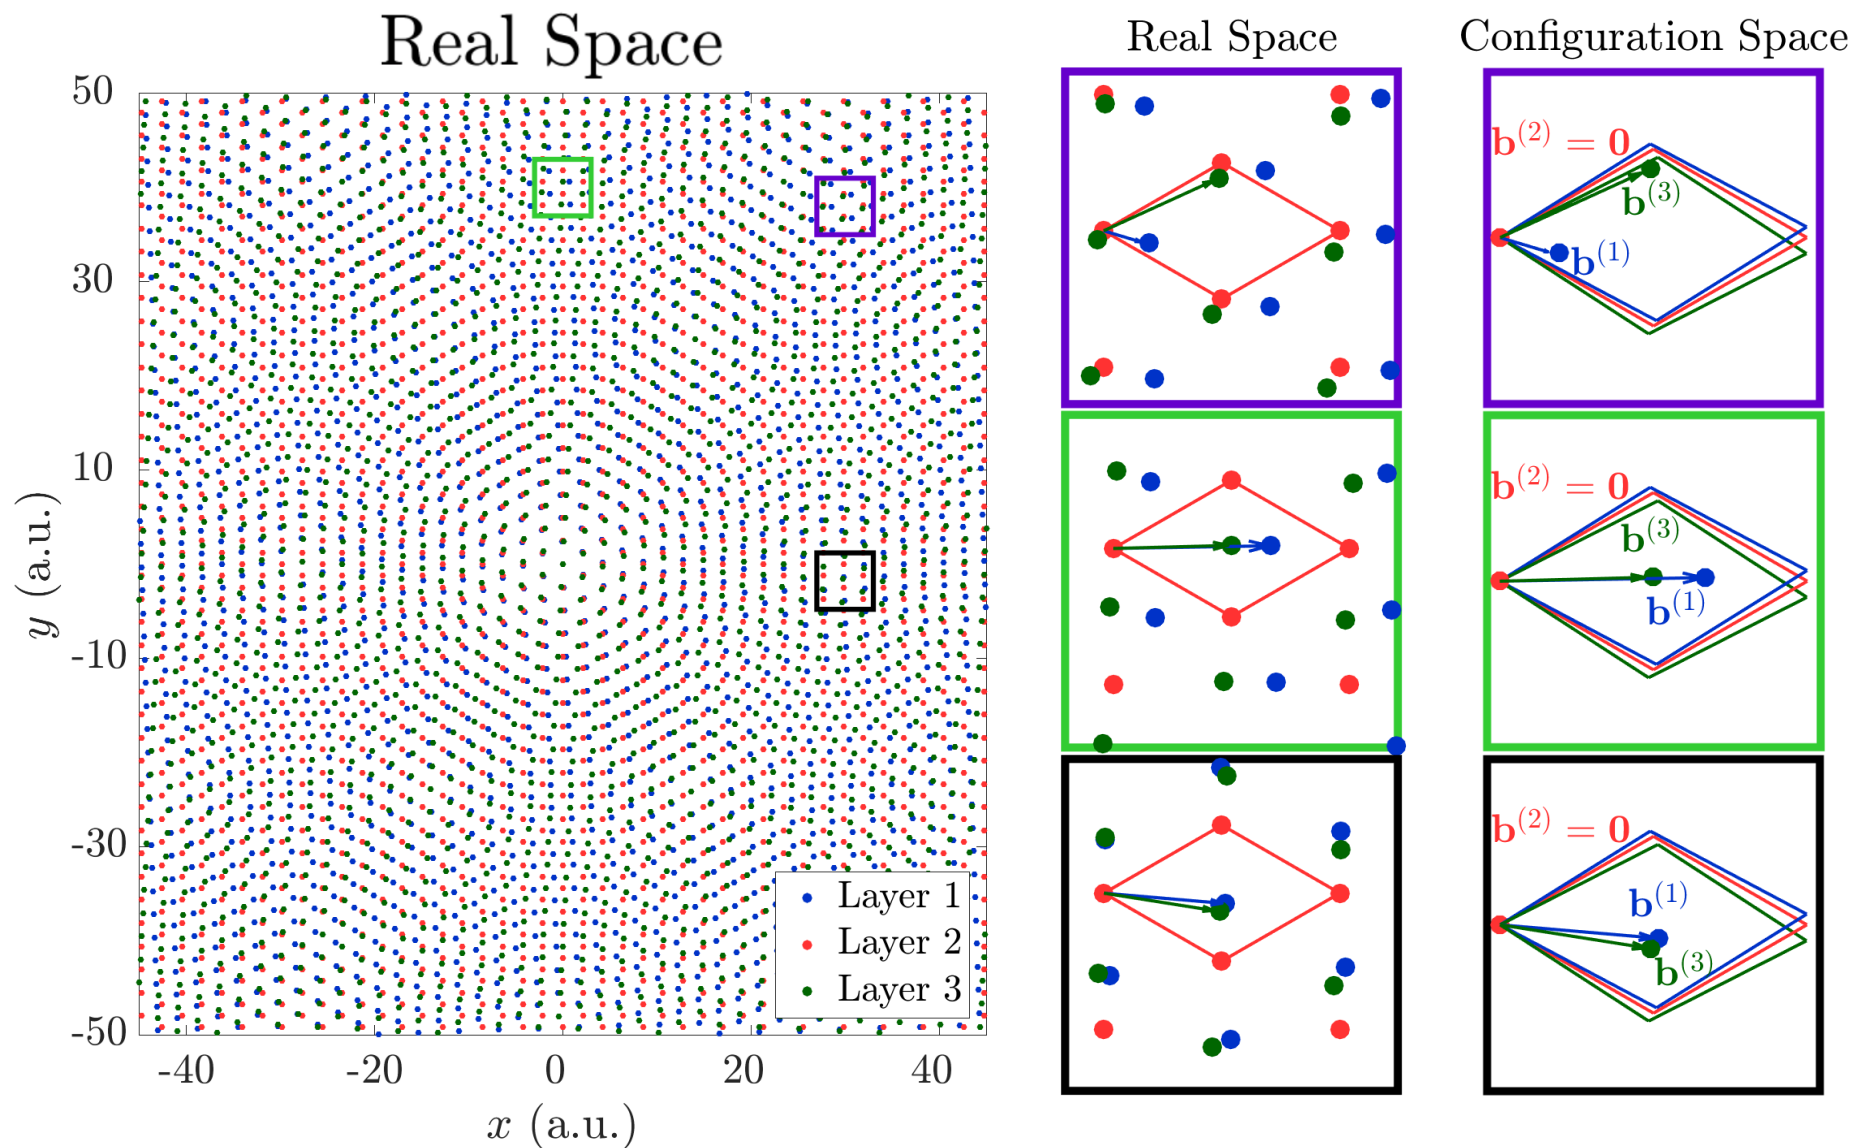 Real Space
50
30
10
-10
-30
-50
y (a.u.)
-40 -20 0 20 40
x (a.u.)
Layer 1
Layer 2
Layer 3
Real Space
Configuration Space
b(2) = 0
b(3)
b(1)
b(2) = 0
b(3)
b(1)
b(2) = 0
b(1)
b(3)